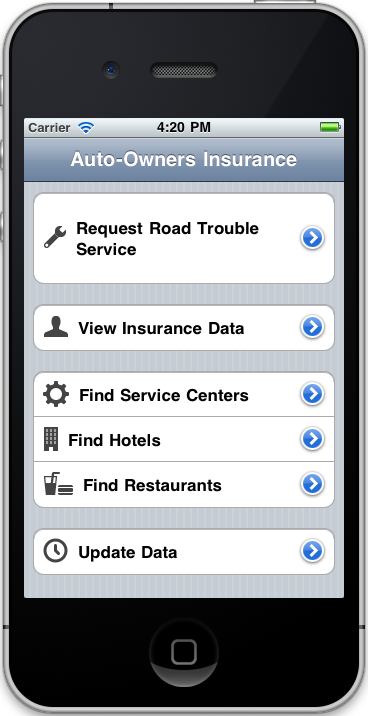 Carrier 4:20 PM
Auto-Owners Insurance
Request Road Trouble
Service
View Insurance Data
Find Service Centers
Find Hotels
Find Restaurants
Update Data